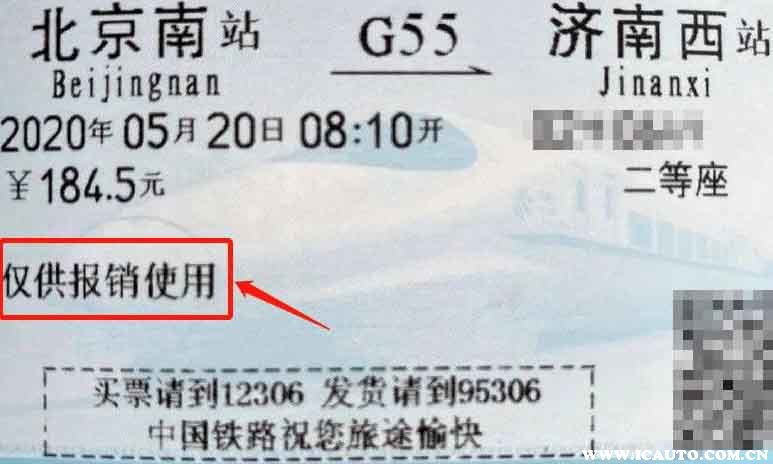 北京南站 G55 济南西站
Beijingnan Jinanxi
2020年05月20日08:10开
￥184.5元 二等座
仅供报销使用
买票请到12306 发货请到95306
中国铁路祝您旅途愉快
WWW.ICAUTO.COM.CN